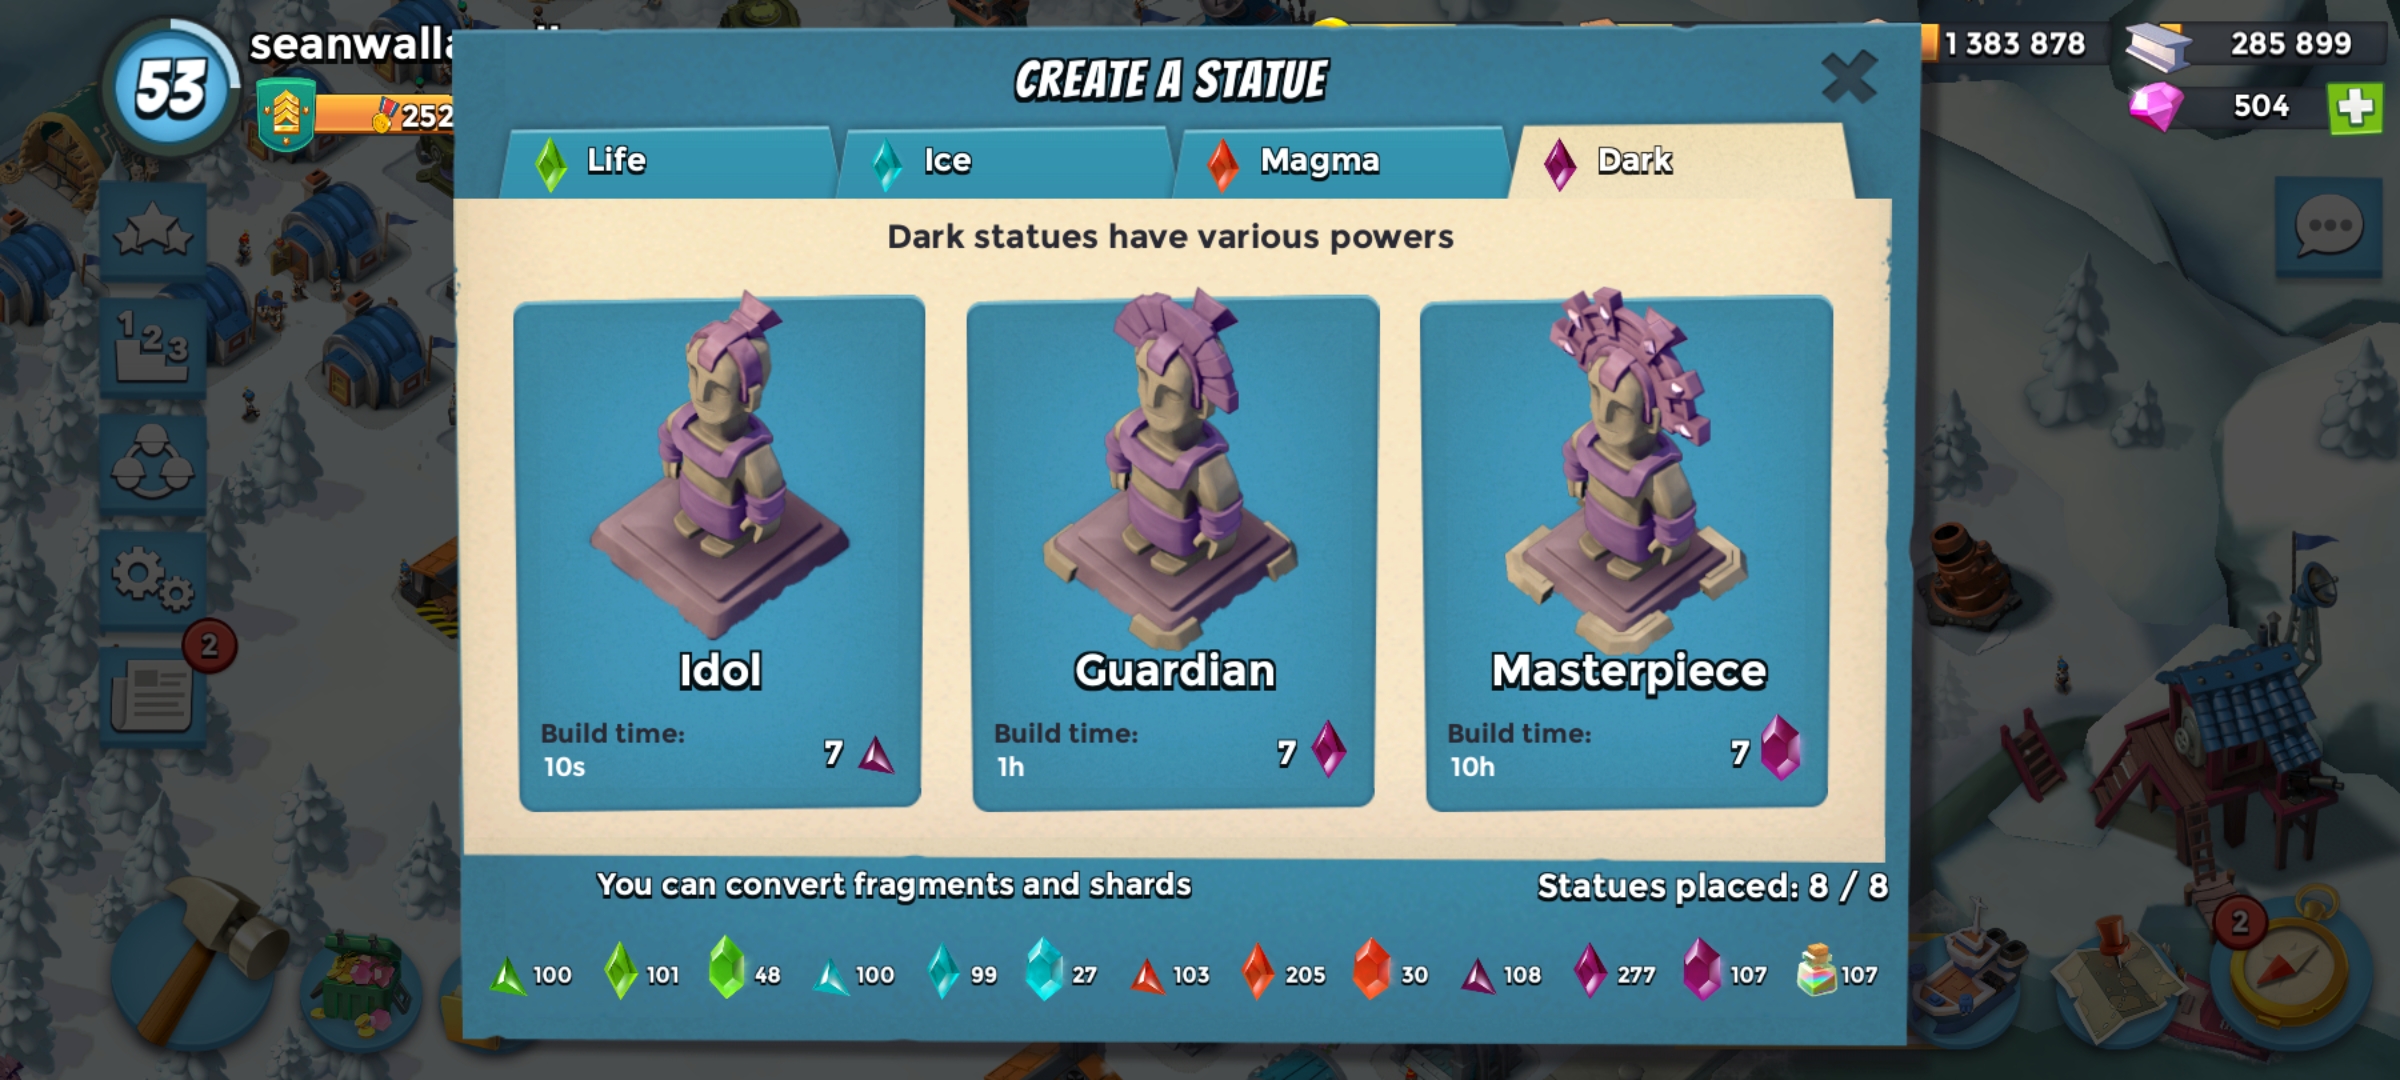 53
252
1 383 878
285 899
504
CREATE A STATUE
Life
Ice
Magma
Dark
Dark statues have various powers
Idol
Build time:
10s
7
Guardian
Build time:
1h
7
Masterpiece
Build time:
10h
7
You can convert fragments and shards
Statues placed: 8 / 8
100
101
48
100
99
27
103
205
30
108
277
107
107
1 2 3
2
2